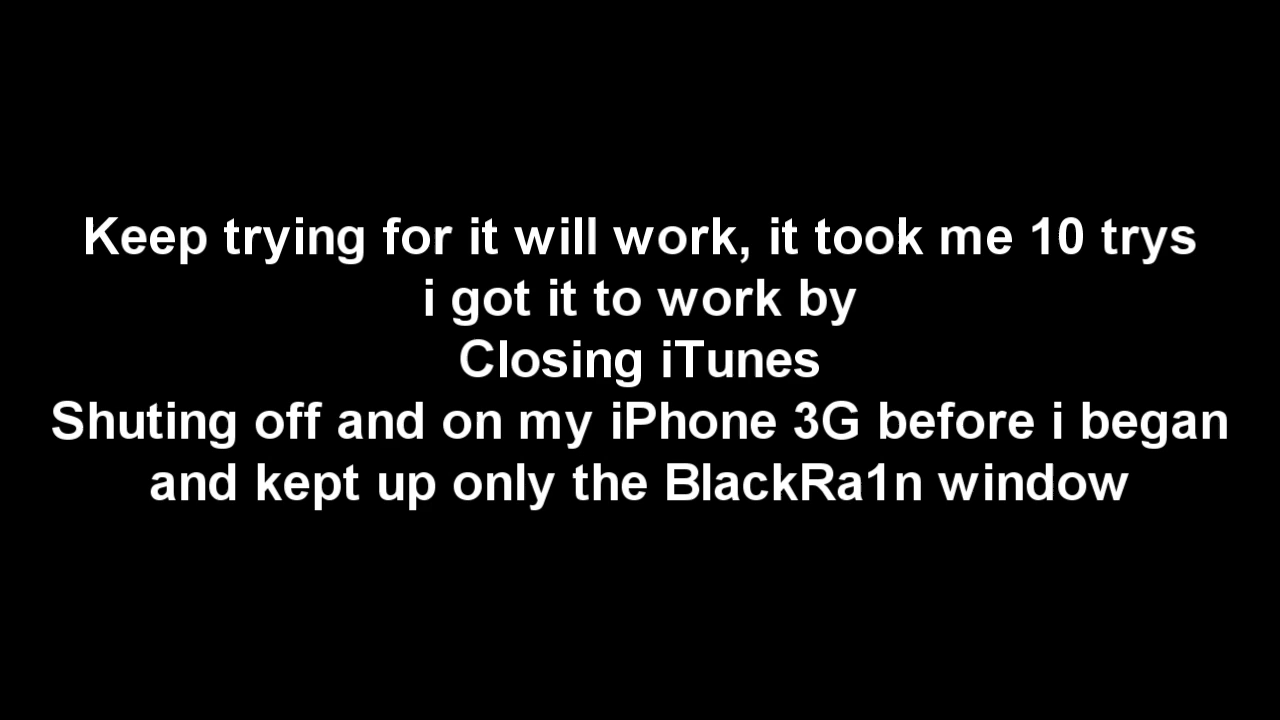 Keep trying for it will work, it took me 10 trys
i got it to work by
Closing iTunes
Shuting off and on my iPhone 3G before i began
and kept up only the BlackRa1n window